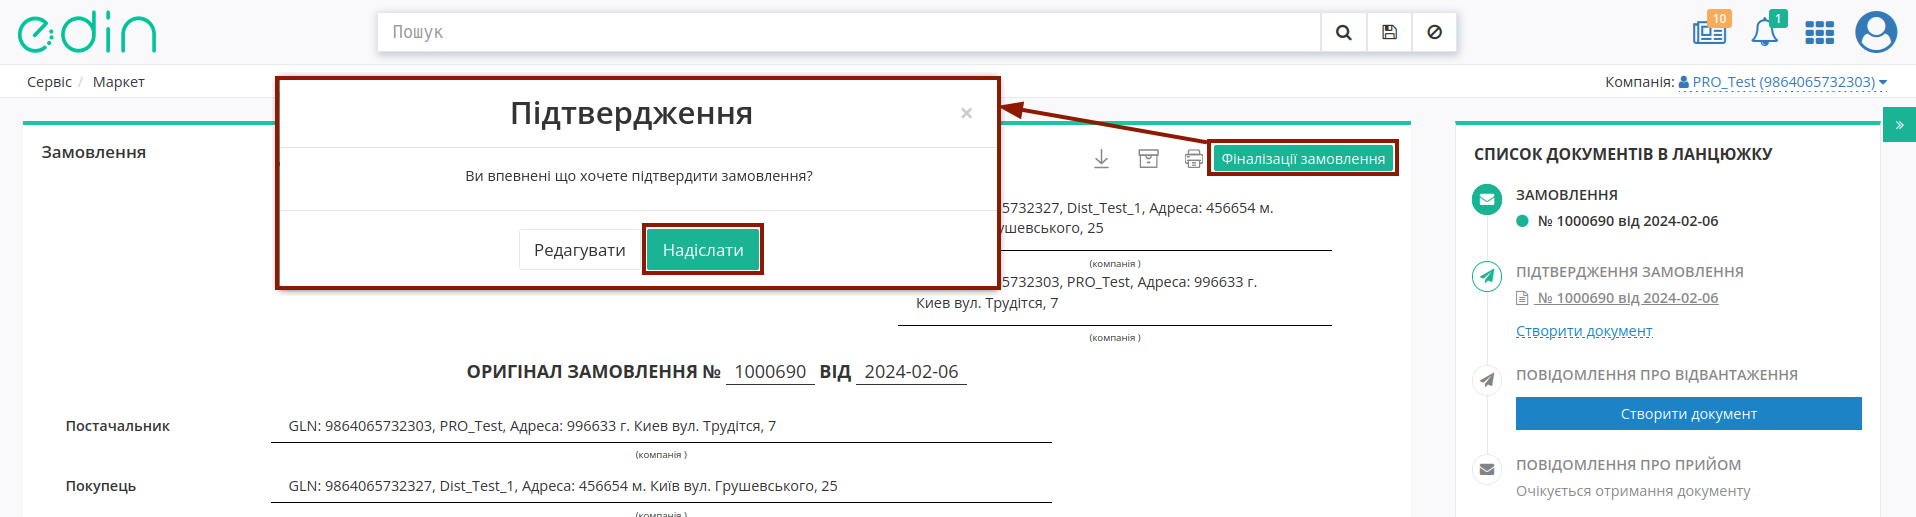 edin
Пошук
10
1
Сервіс / Маркет
Компанія: PRO_Test (9864065732303)
Підтвердження
×
Ви впевнені що хочете підтвердити замовлення?
Редагувати
Надіслати
Замовлення
Фіналізації замовлення
5732327, Dist_Test_1, Адреса: 456654 м.
ушевського, 25
(компанія )
5732303, PRO_Test, Адреса: 996633 г.
Киев вул. Трудітся, 7
(компанія )
ОРИГІНАЛ ЗАМОВЛЕННЯ № 1000690 ВІД 2024-02-06
Постачальник GLN: 9864065732303, PRO_Test, Адреса: 996633 г. Киев вул. Трудітся, 7
(компанія )
Покупець GLN: 9864065732327, Dist_Test_1, Адреса: 456654 м. Київ вул. Грушевського, 25
(компанія )
»
СПИСОК ДОКУМЕНТІВ В ЛАНЦЮЖКУ
ЗАМОВЛЕННЯ
№ 1000690 від 2024-02-06
ПІДТВЕРДЖЕННЯ ЗАМОВЛЕННЯ
№ 1000690 від 2024-02-06
Створити документ
ПОВІДОМЛЕННЯ ПРО ВІДВАНТАЖЕННЯ
Створити документ
ПОВІДОМЛЕННЯ ПРО ПРИЙОМ
Очікується отримання документу